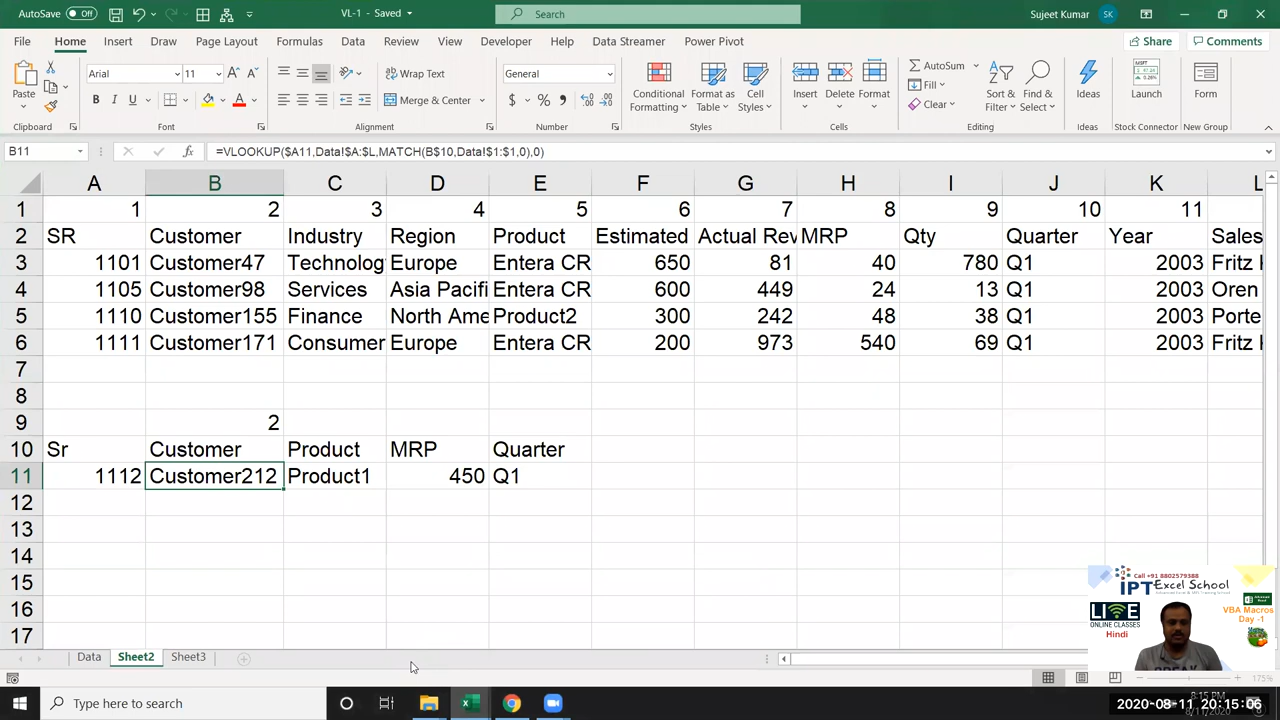 AutoSave Off VL-1 - Saved Search Sujeet Kumar SK
File Home Insert Draw Page Layout Formulas Data Review View Developer Help Data Streamer Power Pivot Share Comments
Paste Arial 11 Wrap Text General Conditional Formatting Format as Table Cell Styles Insert Delete Format AutoSum Fill Clear Sort & Filter Find & Select Ideas Launch Form
B I U Merge & Center $ %
Clipboard Font Alignment Number Styles Cells Editing Ideas Stock Connector New Group
B11 fx =VLOOKUP($A11,Data!$A:$L,MATCH(B$10,Data!$1:$1,0),0)
A B C D E F G H I J K L
1 1 2 3 4 5 6 7 8 9 10 11
2 SR Customer Industry Region Product Estimated Actual Rev MRP Qty Quarter Year Sales
3 1101 Customer47 Technolog Europe Entera CR 650 81 40 780 Q1 2003 Fritz
4 1105 Customer98 Services Asia Pacifi Entera CR 600 449 24 13 Q1 2003 Oren
5 1110 Customer155 Finance North Ame Product2 300 242 48 38 Q1 2003 Porte
6 1111 Customer171 Consumer Europe Entera CR 200 973 540 69 Q1 2003 Fritz
7
8
9 2
10 Sr Customer Product MRP Quarter
11 1112 Customer212 Product1 450 Q1
12
13
14
15
16
17
Call +91 8802579388
IPT Excel School
LIVE
ONLINE CLASSES
Hindi
VBA Macros
Day -1
Data Sheet2 Sheet3
175%
Type here to search
8:15 PM
8/11/2020
2020-08-11 20:15:06